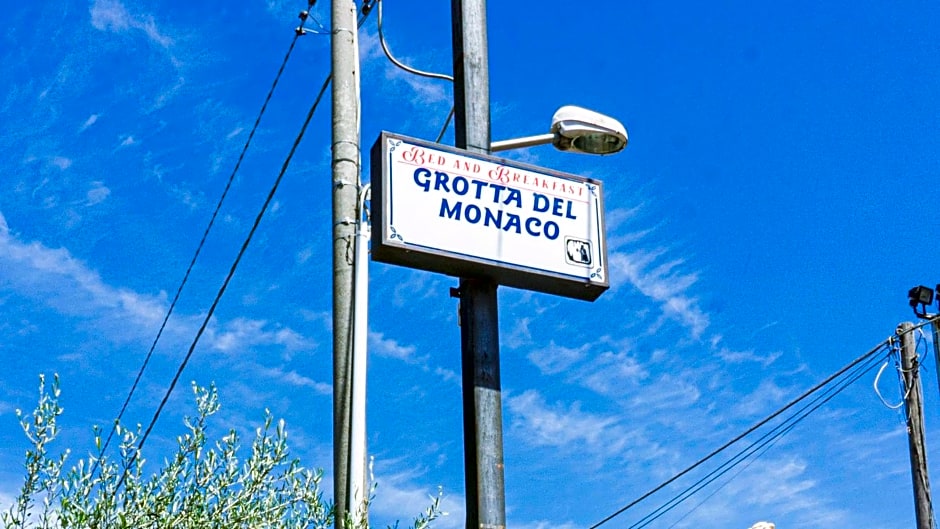 BED AND BREAKFAST
GROTTA DEL
MONACO